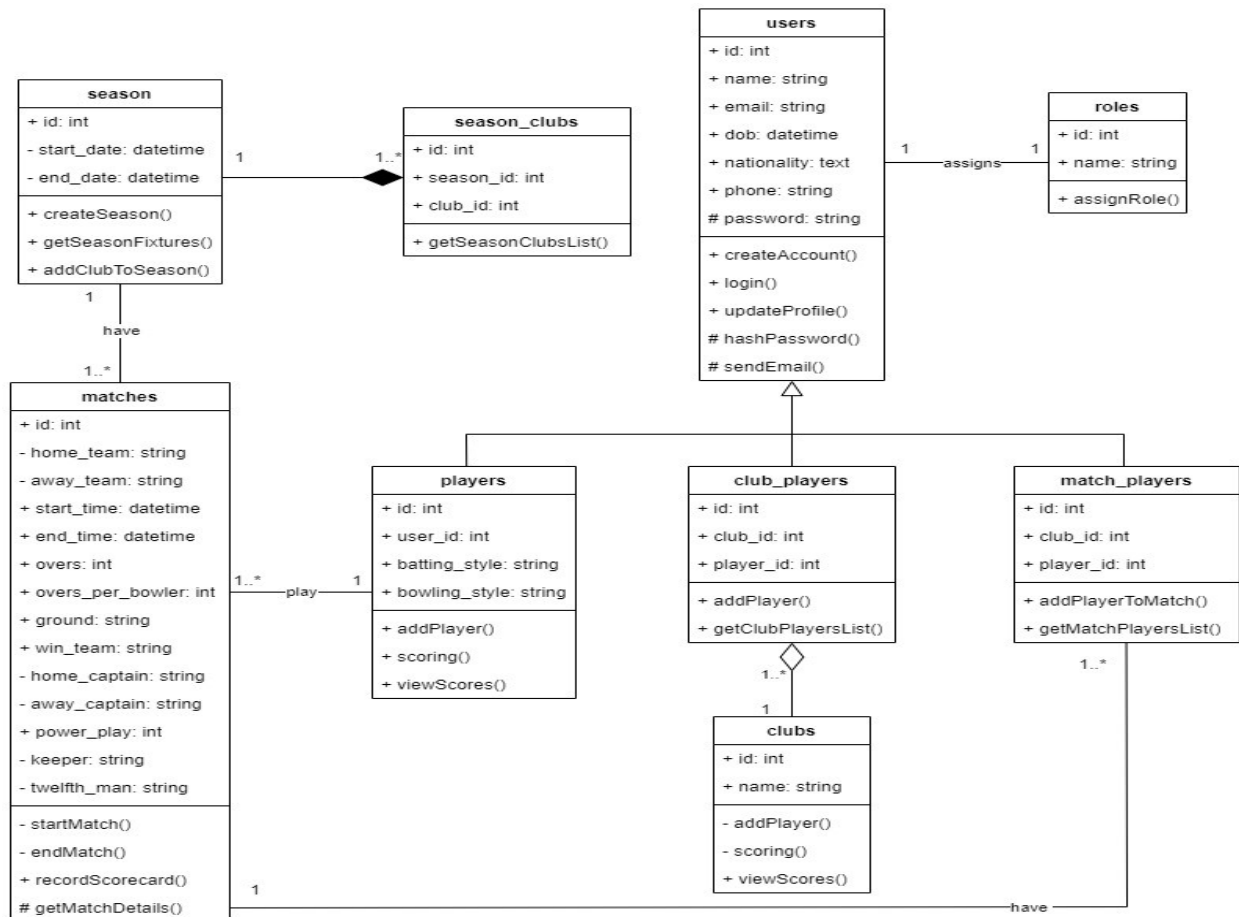 users
+ id: int
+ name: string
+ email: string
+ dob: datetime
+ nationality: text
+ phone: string
# password: string
+ createAccount()
+ login()
+ updateProfile()
# hashPassword()
# sendEmail()
season
+ id: int
- start_date: datetime
- end_date: datetime
+ createSeason()
+ getSeasonFixtures()
+ addClubToSeason()
1
1..*
season_clubs
+ id: int
+ season_id: int
+ club_id: int
+ getSeasonClubsList()
1
assigns
1
roles
+ id: int
+ name: string
+ assignRole()
1
have
1..*
matches
+ id: int
- home_team: string
- away_team: string
+ start_time: datetime
+ end_time: datetime
+ overs: int
+ overs_per_bowler: int
+ ground: string
+ win_team: string
- home_captain: string
- away_captain: string
+ power_play: int
- keeper: string
- twelfth_man: string
- startMatch()
- endMatch()
+ recordScorecard()
# getMatchDetails()
1..*
play
1
players
+ id: int
+ user_id: int
+ batting_style: string
+ bowling_style: string
+ addPlayer()
+ scoring()
+ viewScores()
club_players
+ id: int
+ club_id: int
+ player_id: int
+ addPlayer()
+ getClubPlayersList()
1..*
1
clubs
+ id: int
+ name: string
- addPlayer()
- scoring()
+ viewScores()
match_players
+ id: int
+ club_id: int
+ player_id: int
+ addPlayerToMatch()
+ getMatchPlayersList()
1..*
1
have